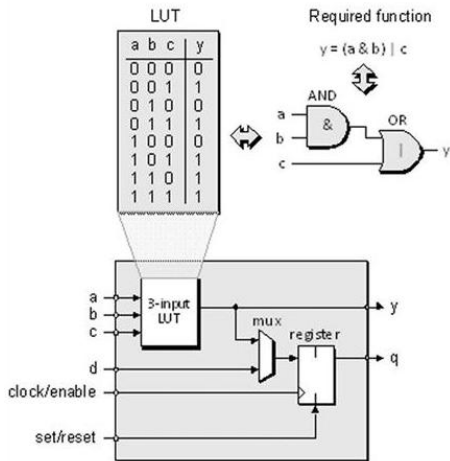 LUT
a b c y
0 0 0 0
0 0 1 1
0 1 0 0
0 1 1 1
1 0 0 0
1 0 1 1
1 1 0 1
1 1 1 1
Required function
y = (a & b) | c
AND
a
&
b
OR
|
y
c
a
b
c
3-input
LUT
y
mux
register
d
q
clock/enable
set/reset